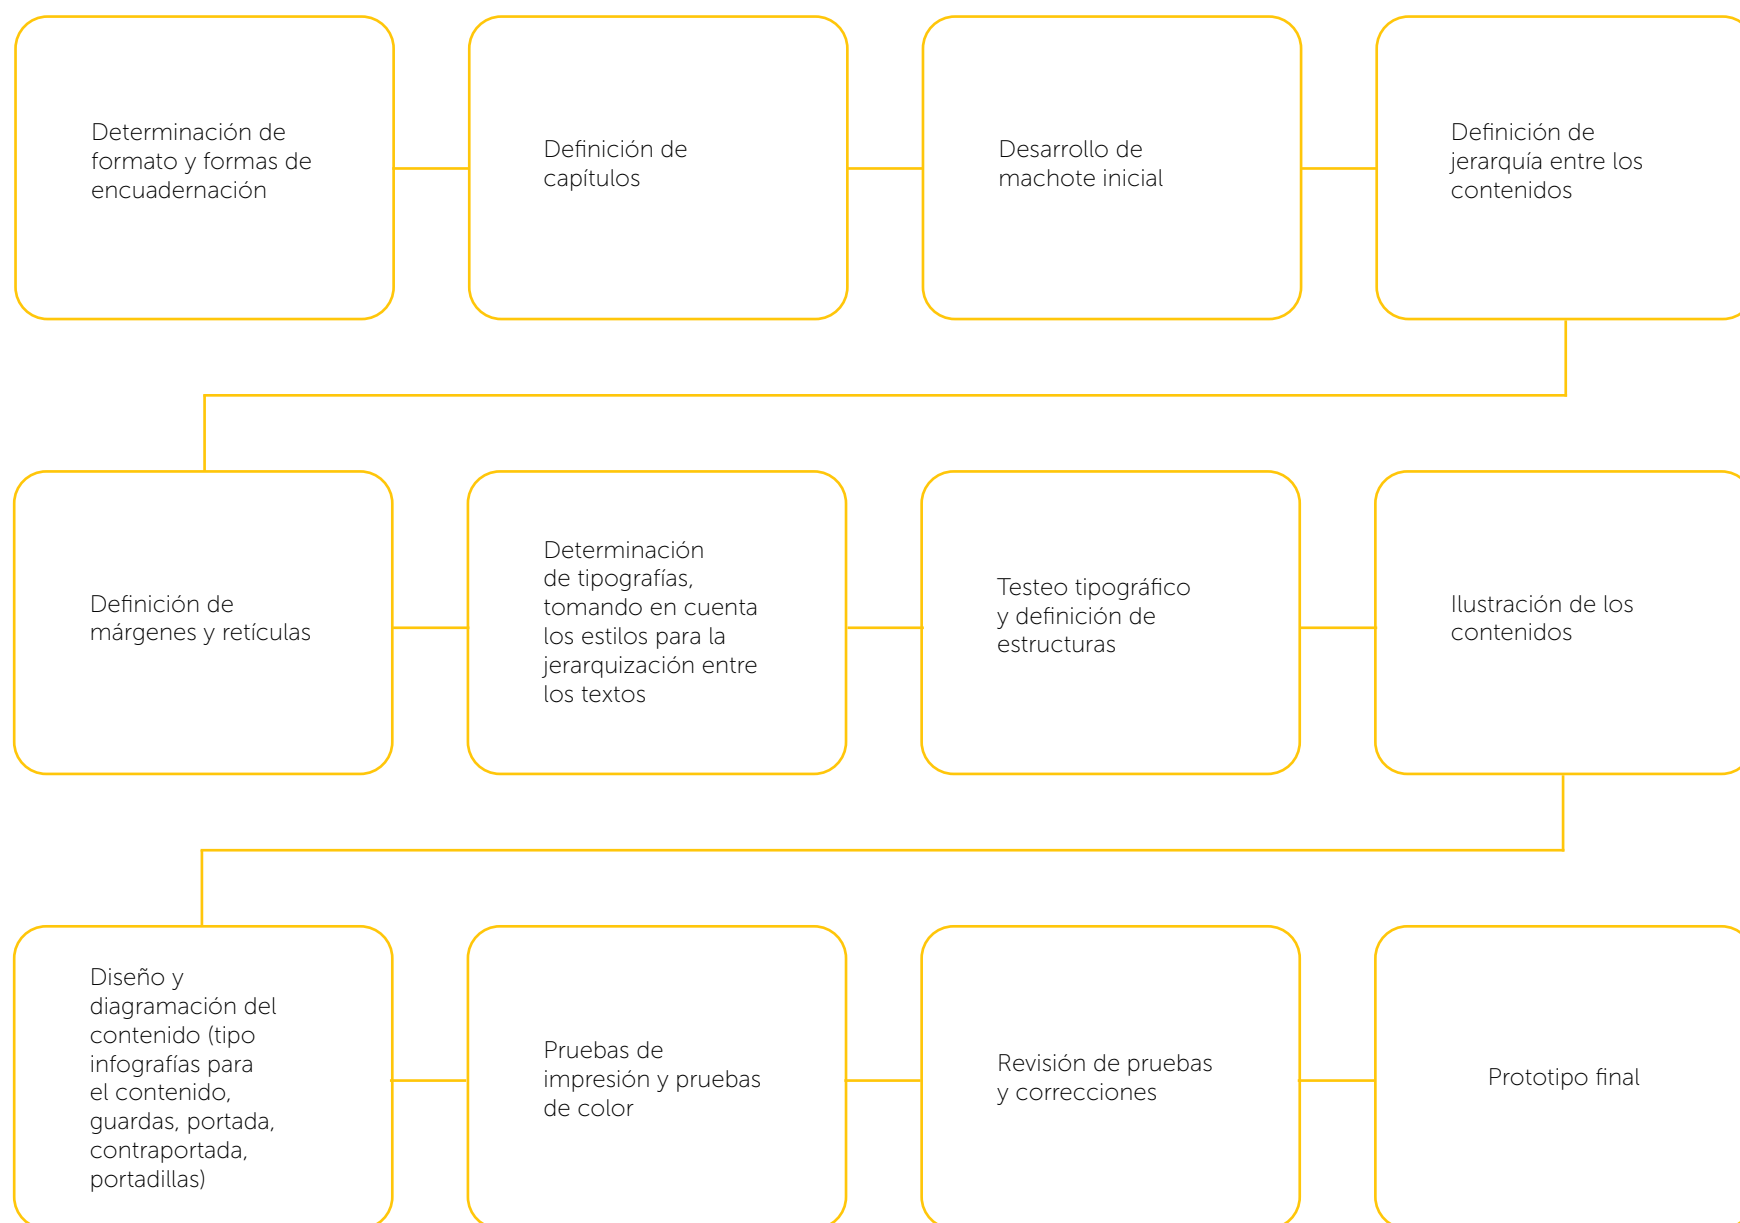 Determinación de
formato y formas de
encuadernación
Definición de
capítulos
Desarrollo de
machote inicial
Definición de
jerarquía entre los
contenidos
Definición de
márgenes y retículas
Determinación
de tipografías,
tomando en cuenta
los estilos para la
jerarquización entre
los textos
Testeo tipográfico
y definición de
estructuras
Ilustración de los
contenidos
Diseño y
diagramación del
contenido (tipo
infografías para
el contenido,
guardas, portada,
contraportada,
portadillas)
Pruebas de
impresión y pruebas
de color
Revisión de pruebas
y correcciones
Prototipo final